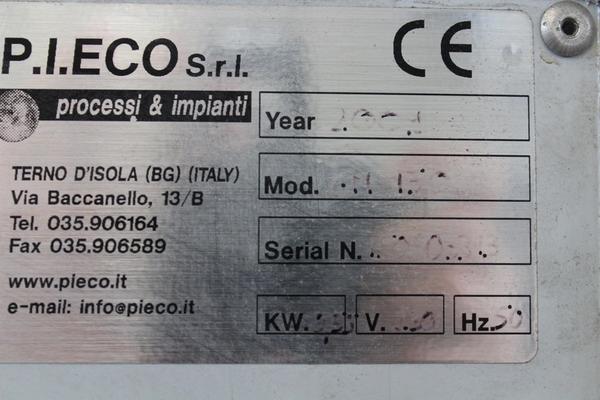 P.I.ECO S.r.l.
CE
processi & impianti
Year
TERNO D'ISOLA (BG) (ITALY)
Mod.
Via Baccanello, 13/B
Tel. 035.906164
Fax 035.906589
Serial N.
www.pieco.it
e-mail: info@pieco.it
KW. V. Hz. 50